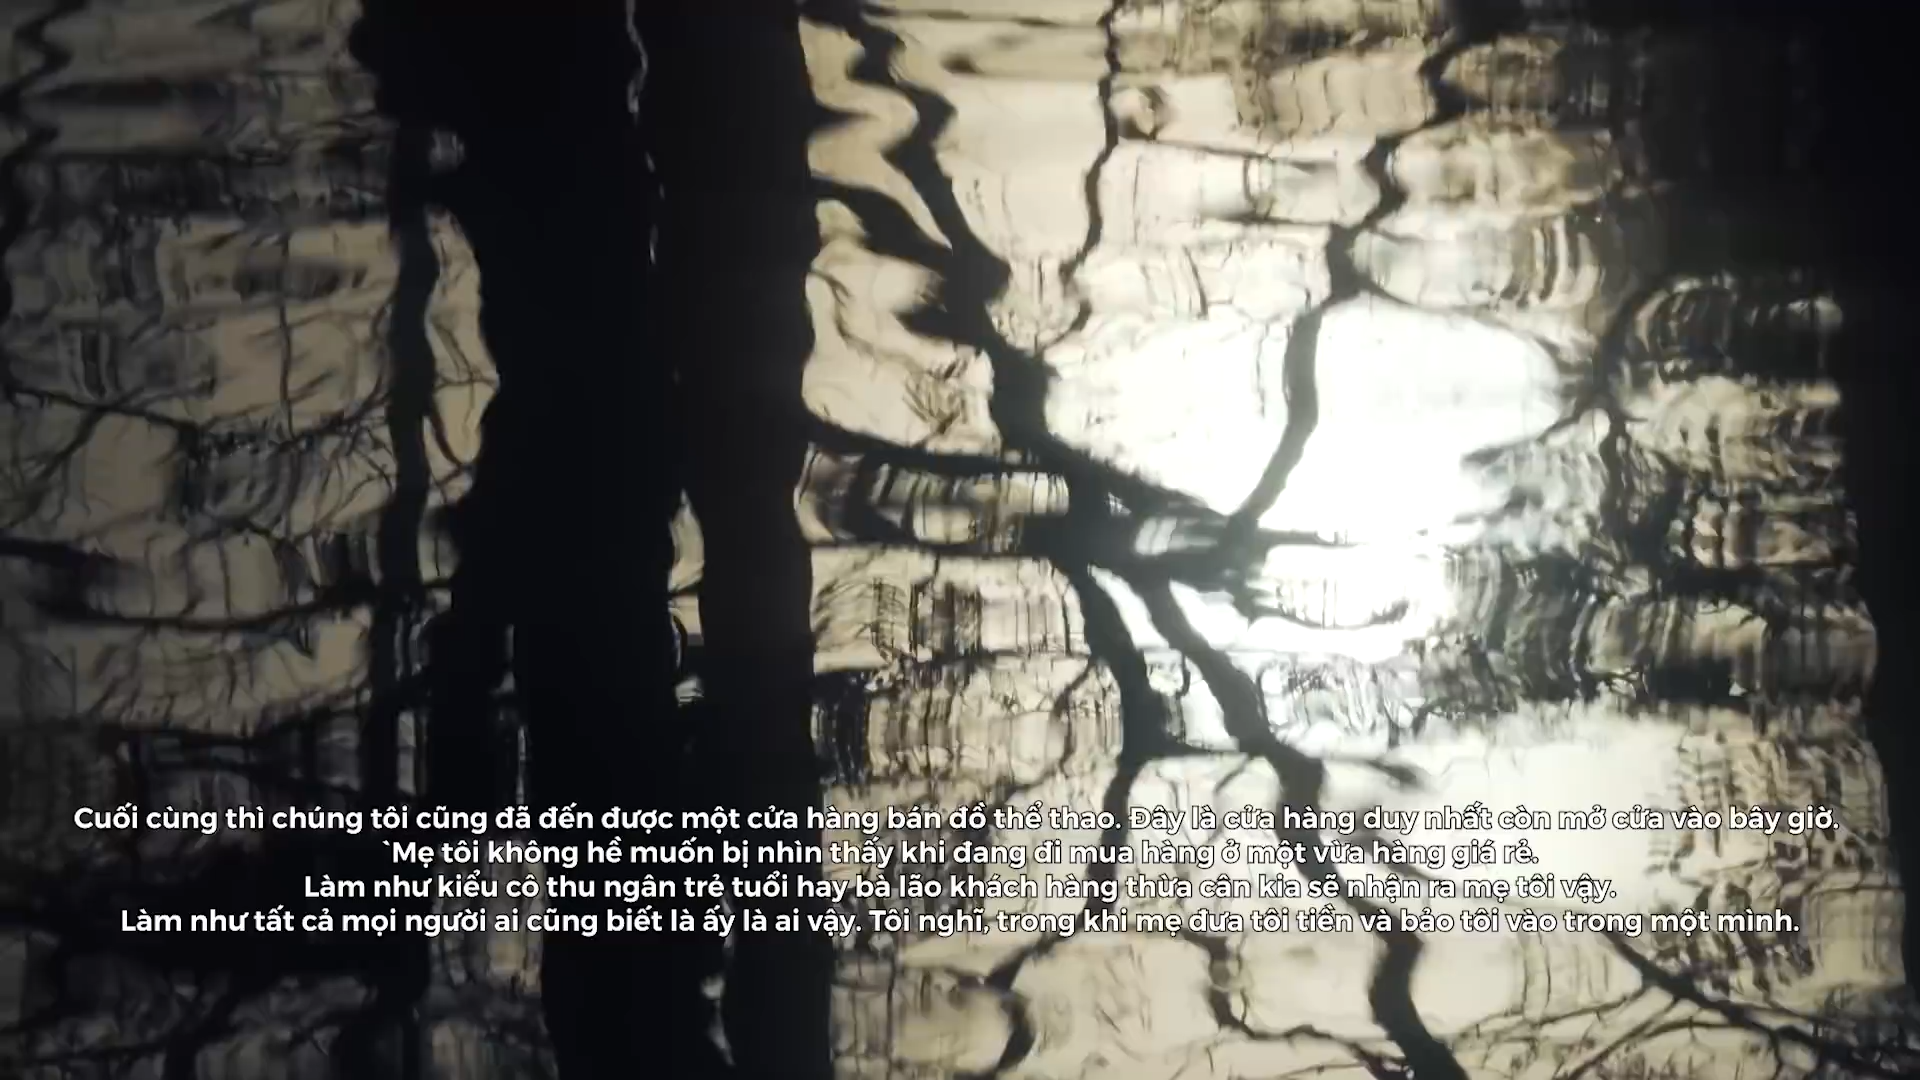 Cuối cùng thì chúng tôi cũng đã đến được một cửa hàng bán đồ thể thao. Đây là cửa hàng duy nhất còn mở cửa vào bây giờ.
`Mẹ tôi không hề muốn bị nhìn thấy khi đang đi mua hàng ở một vừa hàng giá rẻ.
Làm như kiểu cô thu ngân trẻ tuổi hay bà lão khách hàng thừa cân kia sẽ nhận ra mẹ tôi vậy.
Làm như tất cả mọi người ai cũng biết là ấy là ai vậy. Tôi nghĩ, trong khi mẹ đưa tôi tiền và bảo tôi vào trong một mình.